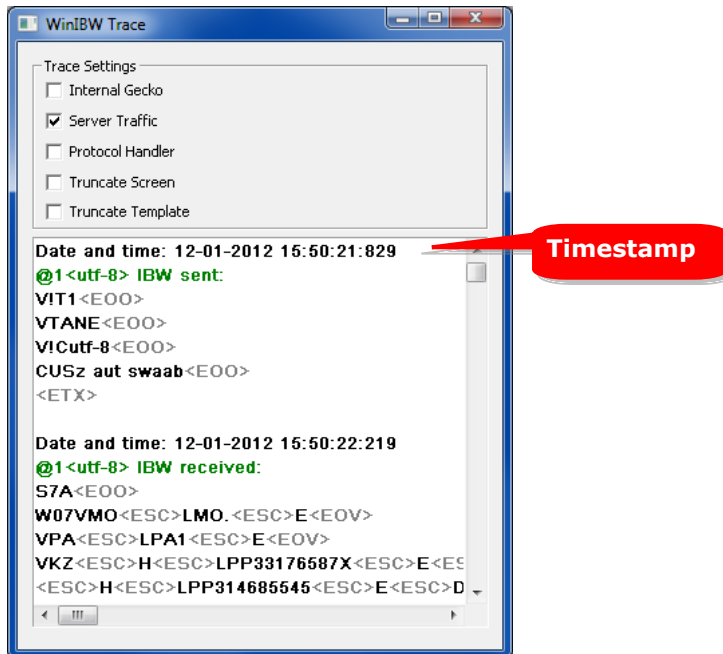 WinIBW Trace
Trace Settings
Internal Gecko
Server Traffic
Protocol Handler
Truncate Screen
Truncate Template
Date and time: 12-01-2012 15:50:21:829
Timestamp
@1<utf-8> IBW sent:
V!T1<EOO>
VTANE<EOO>
V!Cutf-8<EOO>
CUSz aut swaab<EOO>
<ETX>
Date and time: 12-01-2012 15:50:22:219
@1<utf-8> IBW received:
S7A<EOO>
W07VMO<ESC>LMO.<ESC>E<EOV>
VPA<ESC>LPA1<ESC>E<EOV>
VKZ<ESC>H<ESC>LPP33176587X<ESC>E<ES
<ESC>H<ESC>LPP314685545<ESC>E<ESC>D